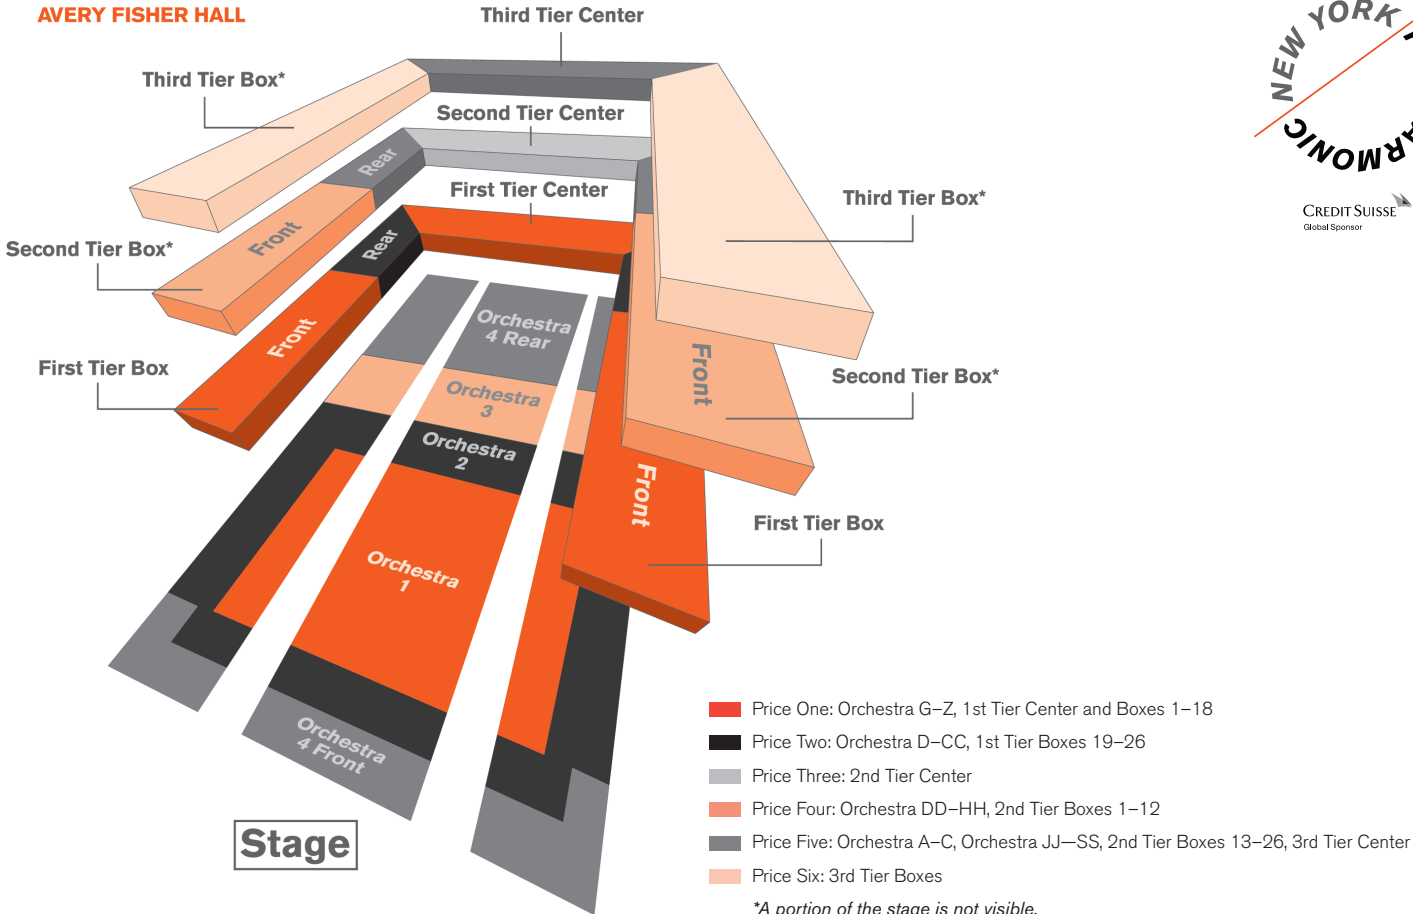 AVERY FISHER HALL
Third Tier Center
NEW YORK
ARMONIC
Third Tier Box*
Second Tier Center
Rear
First Tier Center
Third Tier Box*
CREDIT SUISSE
Global Sponsor
Second Tier Box*
Front
Rear
Orchestra
4 Rear
Front
Front
First Tier Box
Second Tier Box*
Orchestra
3
Orchestra
2
Front
First Tier Box
Orchestra
1
Orchestra
4 Front
Stage
Price One: Orchestra G–Z, 1st Tier Center and Boxes 1–18
Price Two: Orchestra D–CC, 1st Tier Boxes 19–26
Price Three: 2nd Tier Center
Price Four: Orchestra DD–HH, 2nd Tier Boxes 1–12
Price Five: Orchestra A–C, Orchestra JJ—SS, 2nd Tier Boxes 13–26, 3rd Tier Center
Price Six: 3rd Tier Boxes
*A portion of the stage is not visible.